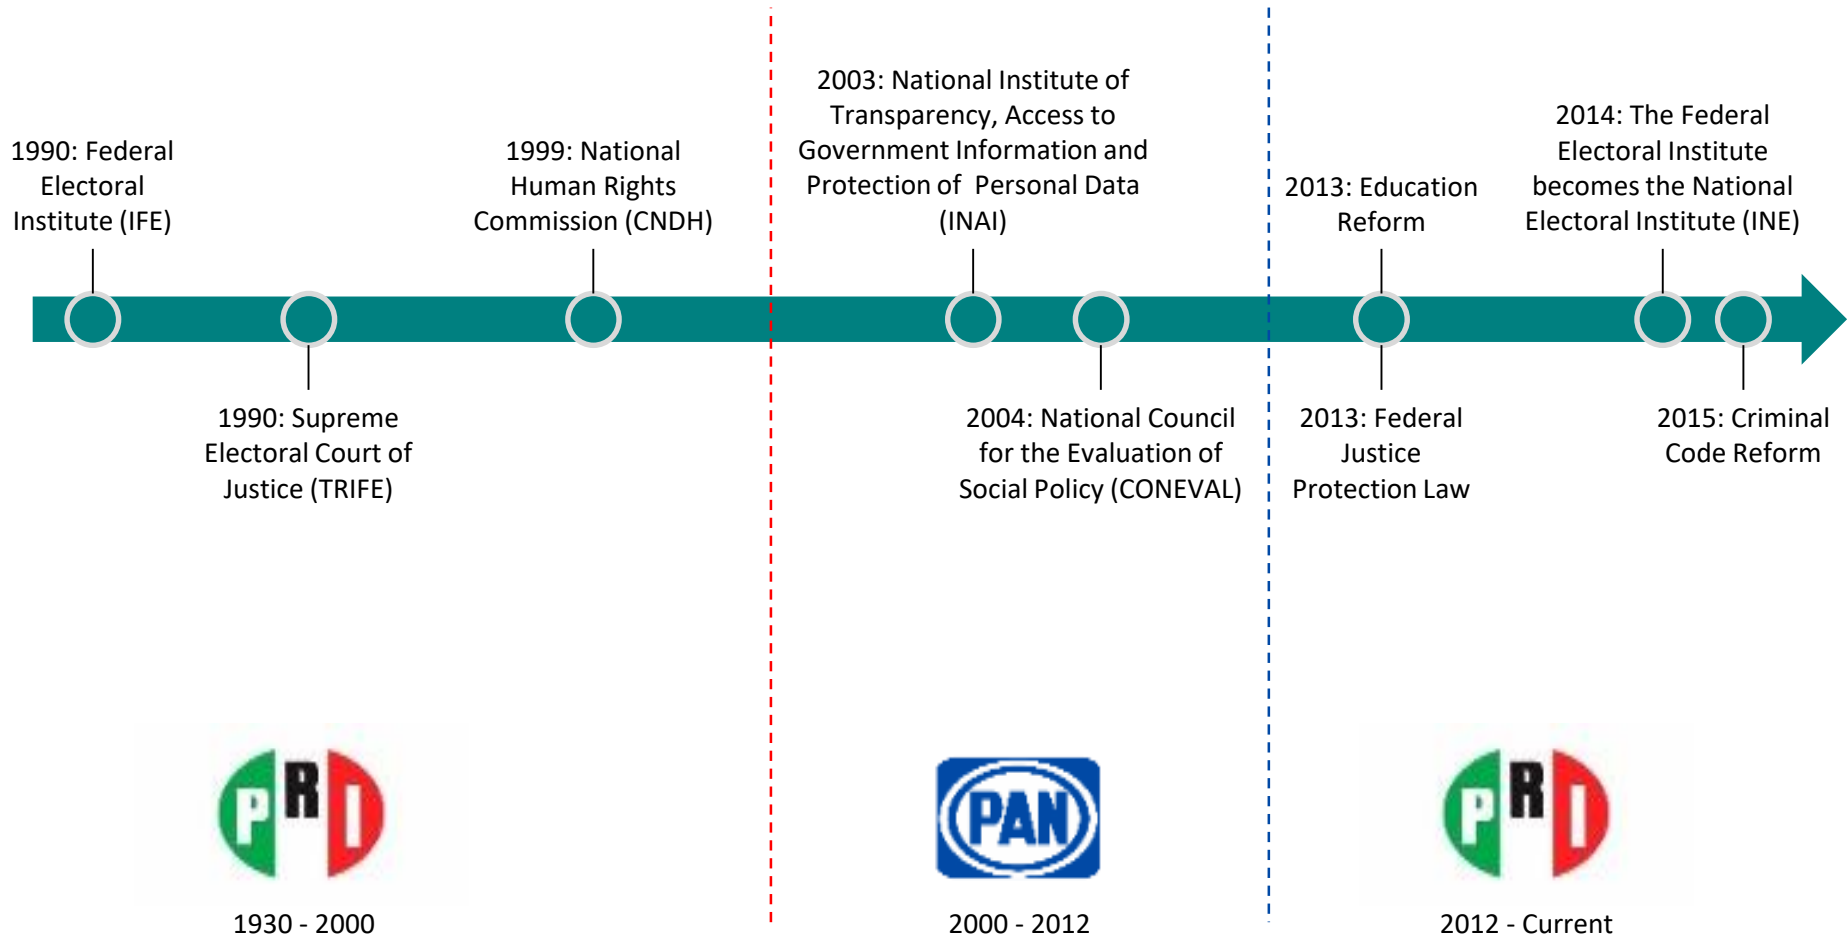 1990: Federal
Electoral
Institute (IFE)
1990: Supreme
Electoral Court of
Justice (TRIFE)
1999: National
Human Rights
Commission (CNDH)
2003: National Institute of
Transparency, Access to
Government Information and
Protection of  Personal Data
(INAI)
2004: National Council
for the Evaluation of
Social Policy (CONEVAL)
2013: Education
Reform
2013: Federal
Justice
Protection Law
2014: The Federal
Electoral Institute
becomes the National
Electoral Institute (INE)
2015: Criminal
Code Reform
PRI
1930 - 2000
PAN
2000 - 2012
PRI
2012 - Current